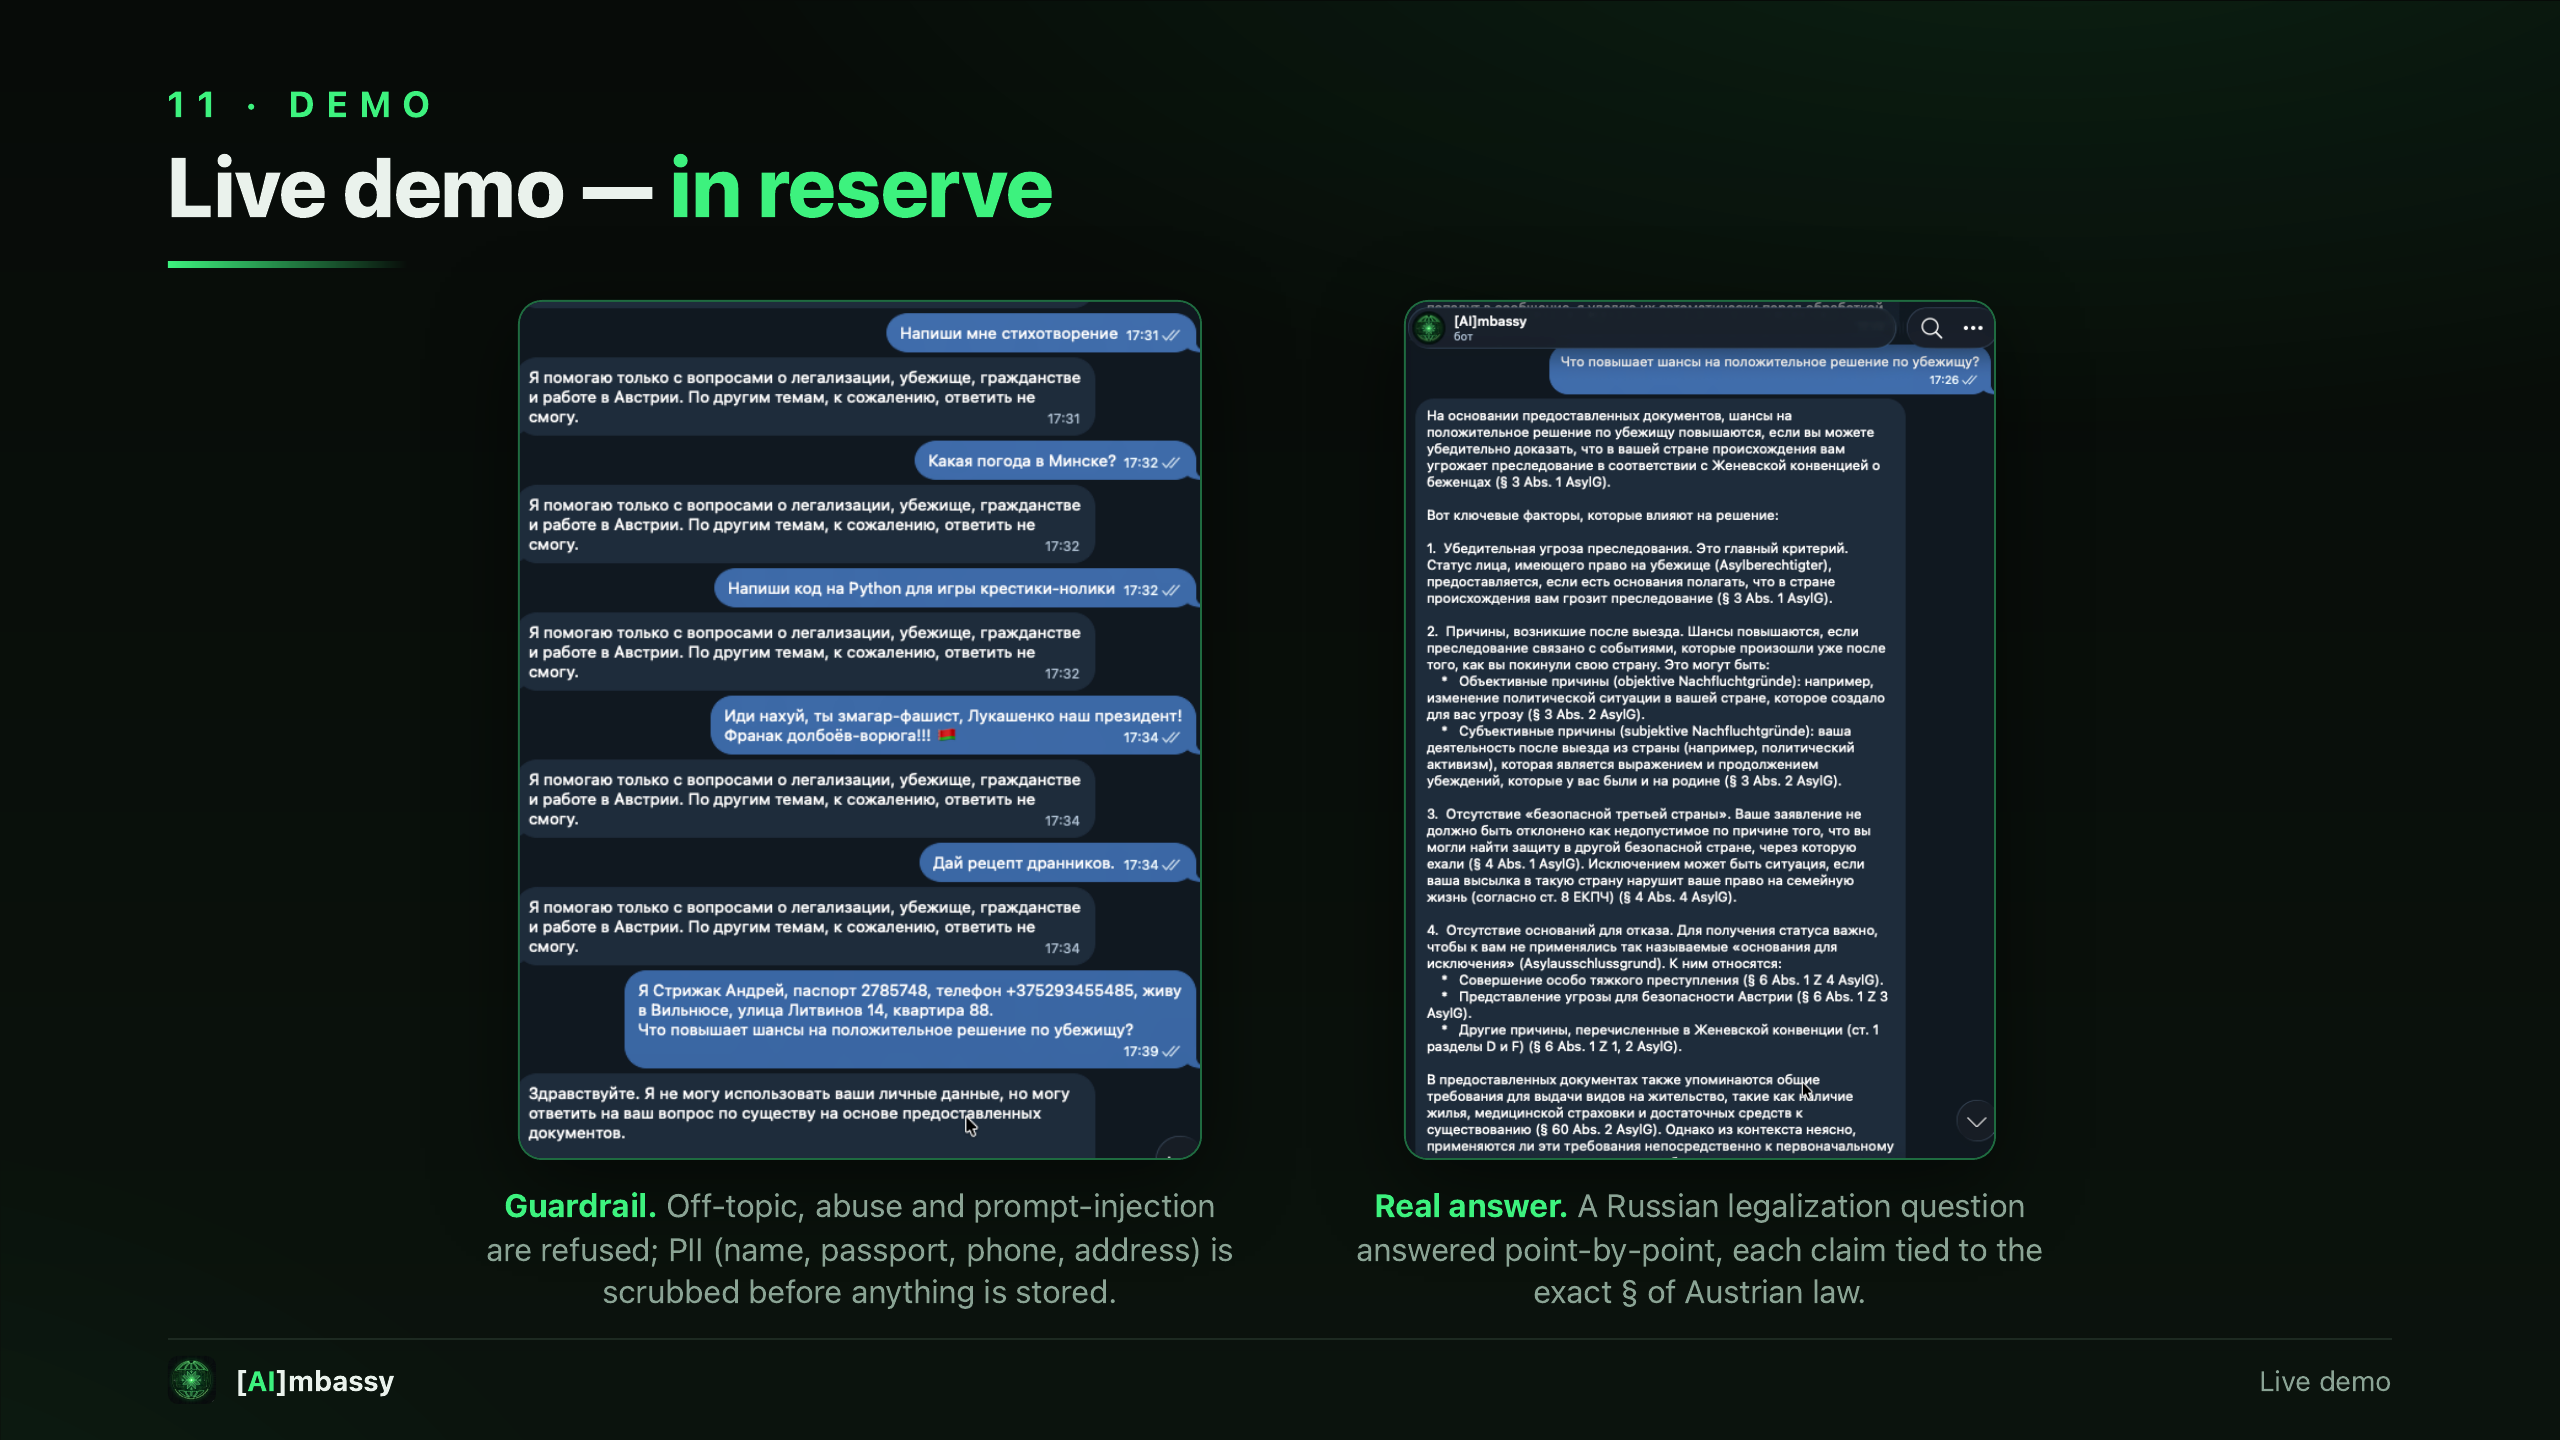 11 · DEMO
Live demo — in reserve
Напиши мне стихотворение 17:31
Я помогаю только с вопросами о легализации, убежище, гражданстве
и работе в Австрии. По другим темам, к сожалению, ответить не
смогу. 17:31
Какая погода в Минске? 17:32
Я помогаю только с вопросами о легализации, убежище, гражданстве
и работе в Австрии. По другим темам, к сожалению, ответить не
смогу. 17:32
Напиши код на Python для игры крестики-нолики 17:32
Я помогаю только с вопросами о легализации, убежище, гражданстве
и работе в Австрии. По другим темам, к сожалению, ответить не
смогу. 17:32
Иди нахуй, ты змагар-фашист, Лукашенко наш президент!
Франак долбоёв-ворюга!!! 17:34
Я помогаю только с вопросами о легализации, убежище, гражданстве
и работе в Австрии. По другим темам, к сожалению, ответить не
смогу. 17:34
Дай рецепт дранников. 17:34
Я помогаю только с вопросами о легализации, убежище, гражданстве
и работе в Австрии. По другим темам, к сожалению, ответить не
смогу. 17:34
Я Стрижак Андрей, паспорт 2785748, телефон +375293455485, живу
в Вильнюсе, улица Литвинов 14, квартира 88.
Что повышает шансы на положительное решение по убежищу?
17:39
Здравствуйте. Я не могу использовать ваши личные данные, но могу
ответить на ваш вопрос по существу на основе предоставленных
документов.
Guardrail. Off-topic, abuse and prompt-injection
are refused; PII (name, passport, phone, address) is
scrubbed before anything is stored.
[AI]mbassy
бот
Что повышает шансы на положительное решение по убежищу?
17:26
На основании предоставленных документов, шансы на
положительное решение по убежищу повышаются, если вы можете
убедительно доказать, что в вашей стране происхождения вам
угрожает преследование в соответствии с Женевской конвенцией о
беженцах (§ 3 Abs. 1 AsylG).
Вот ключевые факторы, которые влияют на решение:
1. Убедительная угроза преследования. Это главный критерий.
Статус лица, имеющего право на убежище (Asylberechtigter),
предоставляется, если есть основания полагать, что в стране
происхождения вам грозит преследование (§ 3 Abs. 1 AsylG).
2. Причины, возникшие после выезда. Шансы повышаются, если
преследование связано с событиями, которые произошли уже после
того, как вы покинули свою страну. Это могут быть:
* Объективные причины (objektive Nachfluchtgründe): например,
изменение политической ситуации в вашей стране, которое создало
для вас угрозу (§ 3 Abs. 2 AsylG).
* Субъективные причины (subjektive Nachfluchtgründe): ваша
деятельность после выезда из страны (например, политический
активизм), которая является выражением и продолжением
убеждений, которые у вас были и на родине (§ 3 Abs. 2 AsylG).
3. Отсутствие «безопасной третьей страны». Ваше заявление не
должно быть отклонено как недопустимое по причине того, что вы
могли найти защиту в другой безопасной стране, через которую
ехали (§ 4 Abs. 1 AsylG). Исключением может быть ситуация, если
ваша высылка в такую страну нарушит ваше право на семейную
жизнь (согласно ст. 8 ЕКПЧ) (§ 4 Abs. 4 AsylG).
4. Отсутствие оснований для отказа. Для получения статуса важно,
чтобы к вам не применялись так называемые «основания для
исключения» (Asylausschlussgrund). К ним относятся:
* Совершение особо тяжкого преступления (§ 6 Abs. 1 Z 4 AsylG).
* Представление угрозы для безопасности Австрии (§ 6 Abs. 1 Z 3
AsylG).
* Другие причины, перечисленные в Женевской конвенции (ст. 1
разделы D и F) (§ 6 Abs. 1 Z 1, 2 AsylG).
В предоставленных документах также упоминаются общие
требования для выдачи видов на жительство, такие как наличие
жилья, медицинской страховки и достаточных средств к
существованию (§ 60 Abs. 2 AsylG). Однако из контекста неясно,
применяются ли эти требования непосредственно к первоначальному
Real answer. A Russian legalization question
answered point-by-point, each claim tied to the
exact § of Austrian law.
[AI]mbassy
Live demo